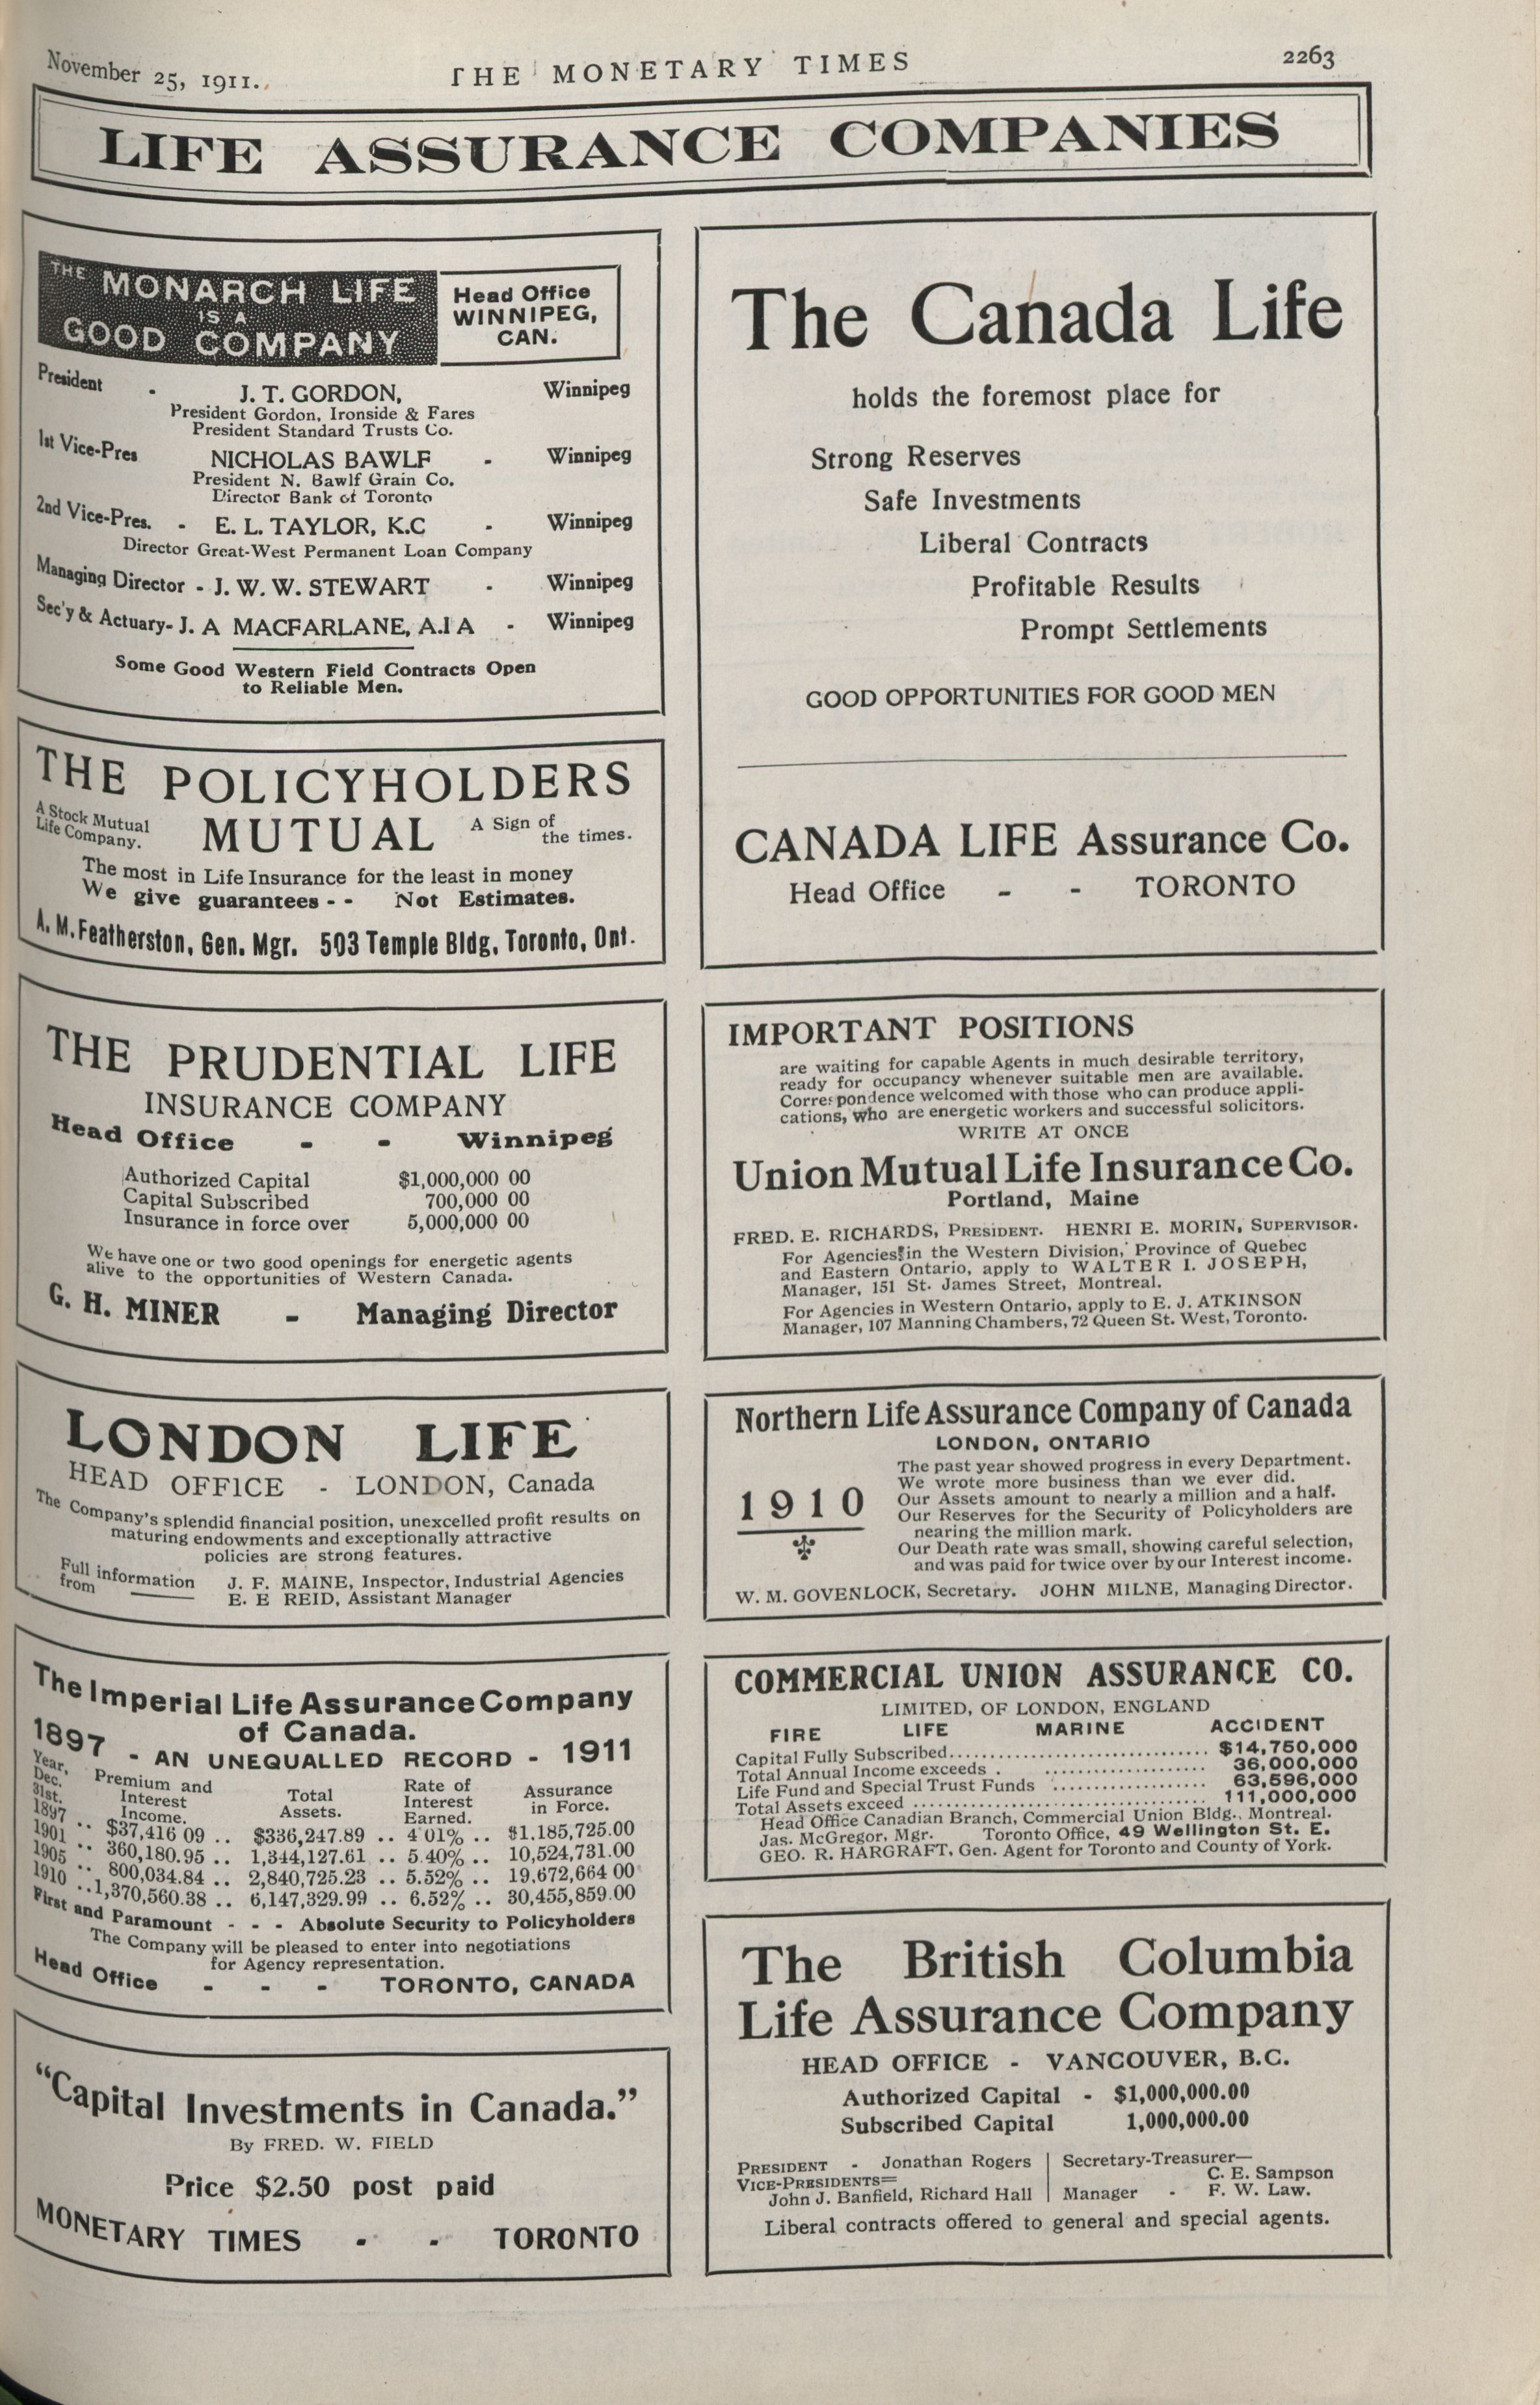 November 25, 1911.
THE MONETARY TIMES
2263
LIFE ASSURANCE COMPANIES
THE MONARCH LIFE
IS A
GOOD COMPANY
Head Office
WINNIPEG,
CAN.
President - J. T. GORDON, Winnipeg
President Gordon, Ironside & Fares
President Standard Trusts Co.
1st Vice-Pres NICHOLAS BAWLF - Winnipeg
President N. Bawlf Grain Co.
Director Bank of Toronto
2nd Vice-Pres. - E. L. TAYLOR, K.C - Winnipeg
Director Great-West Permanent Loan Company
Managing Director - J. W. W. STEWART - Winnipeg
Sec'y & Actuary- J. A MACFARLANE, A.I A - Winnipeg
Some Good Western Field Contracts Open
to Reliable Men.
THE POLICYHOLDERS
A Stock Mutual
Life Company.
MUTUAL
A Sign of
the times.
The most in Life Insurance for the least in money
We give guarantees - - Not Estimates.
A. M. Featherston, Gen. Mgr. 503 Temple Bldg, Toronto, Ont.
THE PRUDENTIAL LIFE
INSURANCE COMPANY
Head Office - - Winnipeg
Authorized Capital $1,000,000 00
Capital Subscribed 700,000 00
Insurance in force over 5,000,000 00
We have one or two good openings for energetic agents
alive to the opportunities of Western Canada.
G. H. MINER - Managing Director
LONDON LIFE
HEAD OFFICE - LONDON, Canada
The Company's splendid financial position, unexcelled profit results on
maturing endowments and exceptionally attractive
policies are strong features.
Full information
from
J. F. MAINE, Inspector, Industrial Agencies
E. E REID, Assistant Manager
The Imperial Life Assurance Company
of Canada.
1897 - AN UNEQUALLED RECORD - 1911
Year, Dec. 31st. Premium and Interest Income. Total Assets. Rate of Interest Earned. Assurance in Force.
1897 .. $37,416 09 .. $336,247.89 .. 4'01% .. $1.185,725.00
1901 .. 360,180.95 .. 1,344,127.61 .. 5.40% .. 10,524,731.00
1905 .. 800,034.84 .. 2,840,725.23 .. 5.52% .. 19,672,664 00
1910 ..1,370,560.38 .. 6,147,329.99 .. 6.52% .. 30,455,859.00
First and Paramount - - - Absolute Security to Policyholders
The Company will be pleased to enter into negotiations
for Agency representation.
Head Office - - - TORONTO, CANADA
"Capital Investments in Canada."
By FRED. W. FIELD
Price $2.50 post paid
MONETARY TIMES - - TORONTO
The Canada Life
holds the foremost place for
Strong Reserves
Safe Investments
Liberal Contracts
Profitable Results
Prompt Settlements
GOOD OPPORTUNITIES FOR GOOD MEN
CANADA LIFE Assurance Co.
Head Office - - TORONTO
IMPORTANT POSITIONS
are waiting for capable Agents in much desirable territory,
ready for occupancy whenever suitable men are available.
Correspondence welcomed with those who can produce appli-
cations, who are energetic workers and successful solicitors.
WRITE AT ONCE
Union Mutual Life Insurance Co.
Portland, Maine
FRED. E. RICHARDS, PRESIDENT. HENRI E. MORIN, SUPERVISOR.
For Agencies in the Western Division, Province of Quebec
and Eastern Ontario, apply to WALTER I. JOSEPH,
Manager, 151 St. James Street, Montreal.
For Agencies in Western Ontario, apply to E. J. ATKINSON
Manager, 107 Manning Chambers, 72 Queen St. West, Toronto.
Northern Life Assurance Company of Canada
LONDON, ONTARIO
1910
The past year showed progress in every Department.
We wrote more business than we ever did.
Our Assets amount to nearly a million and a half.
Our Reserves for the Security of Policyholders are
nearing the million mark.
Our Death rate was small, showing careful selection,
and was paid for twice over by our Interest income.
W. M. GOVENLOCK, Secretary. JOHN MILNE, Managing Director.
COMMERCIAL UNION ASSURANCE CO.
LIMITED, OF LONDON, ENGLAND
FIRE LIFE MARINE ACCIDENT
Capital Fully Subscribed.............................. $14,750,000
Total Annual Income exceeds . .................. 36,000,000
Life Fund and Special Trust Funds ................. 63,596,000
Total Assets exceed ................................... 111,000,000
Head Office Canadian Branch, Commercial Union Bldg., Montreal.
Jas. McGregor, Mgr. Toronto Office, 49 Wellington St. E.
GEO. R. HARGRAFT, Gen. Agent for Toronto and County of York.
The British Columbia
Life Assurance Company
HEAD OFFICE - VANCOUVER, B.C.
Authorized Capital - $1,000,000.00
Subscribed Capital 1,000,000.00
PRESIDENT - Jonathan Rogers
VICE-PRESIDENTS=
John J. Banfield, Richard Hall
Secretary-Treasurer—
C. E. Sampson
Manager - F. W. Law.
Liberal contracts offered to general and special agents.